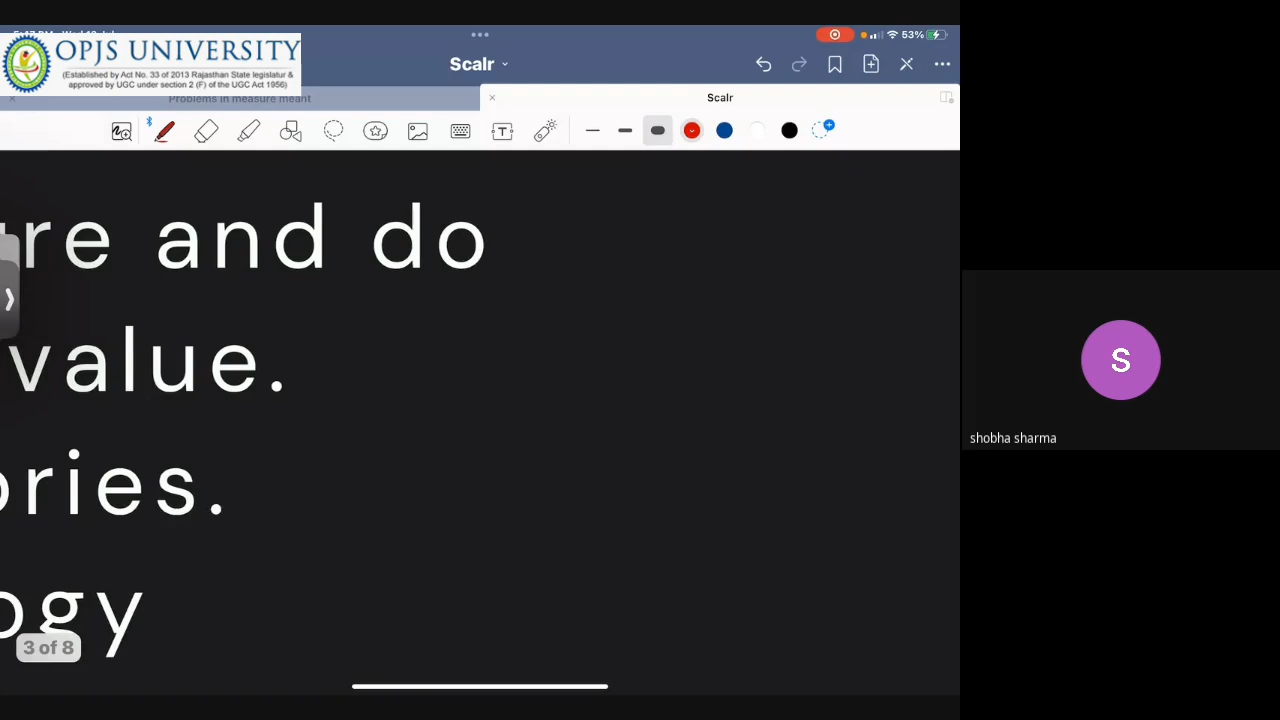 OPJS UNIVERSITY
(Established by Act No. 33 of 2013 Rajasthan State legislatur &
approved by UGC under section 2 (F) of the UGC Act 1956)
Scalr
53%
Problems in measure meant
Scalr
T
re and do
value.
ries.
gy
3 of 8
S
shobha sharma